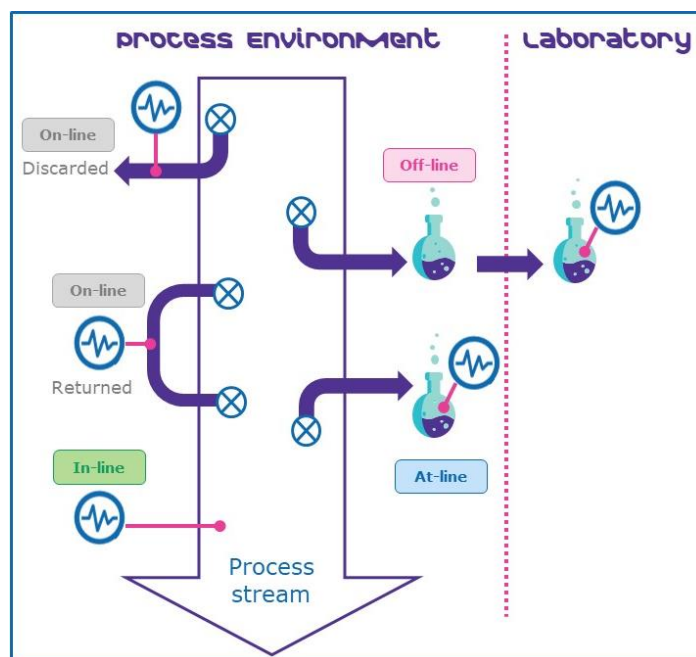 Process Environment
Laboratory
On-line
Discarded
Off-line
On-line
Returned
In-line
At-line
Process
stream